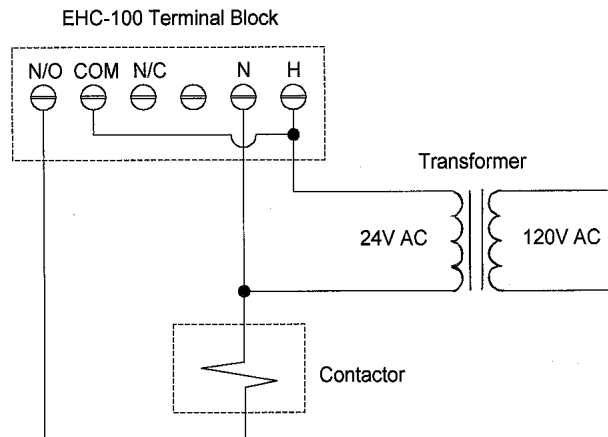 EHC-100 Terminal Block
N/O COM N/C N H
Transformer
24V AC 120V AC
Contactor